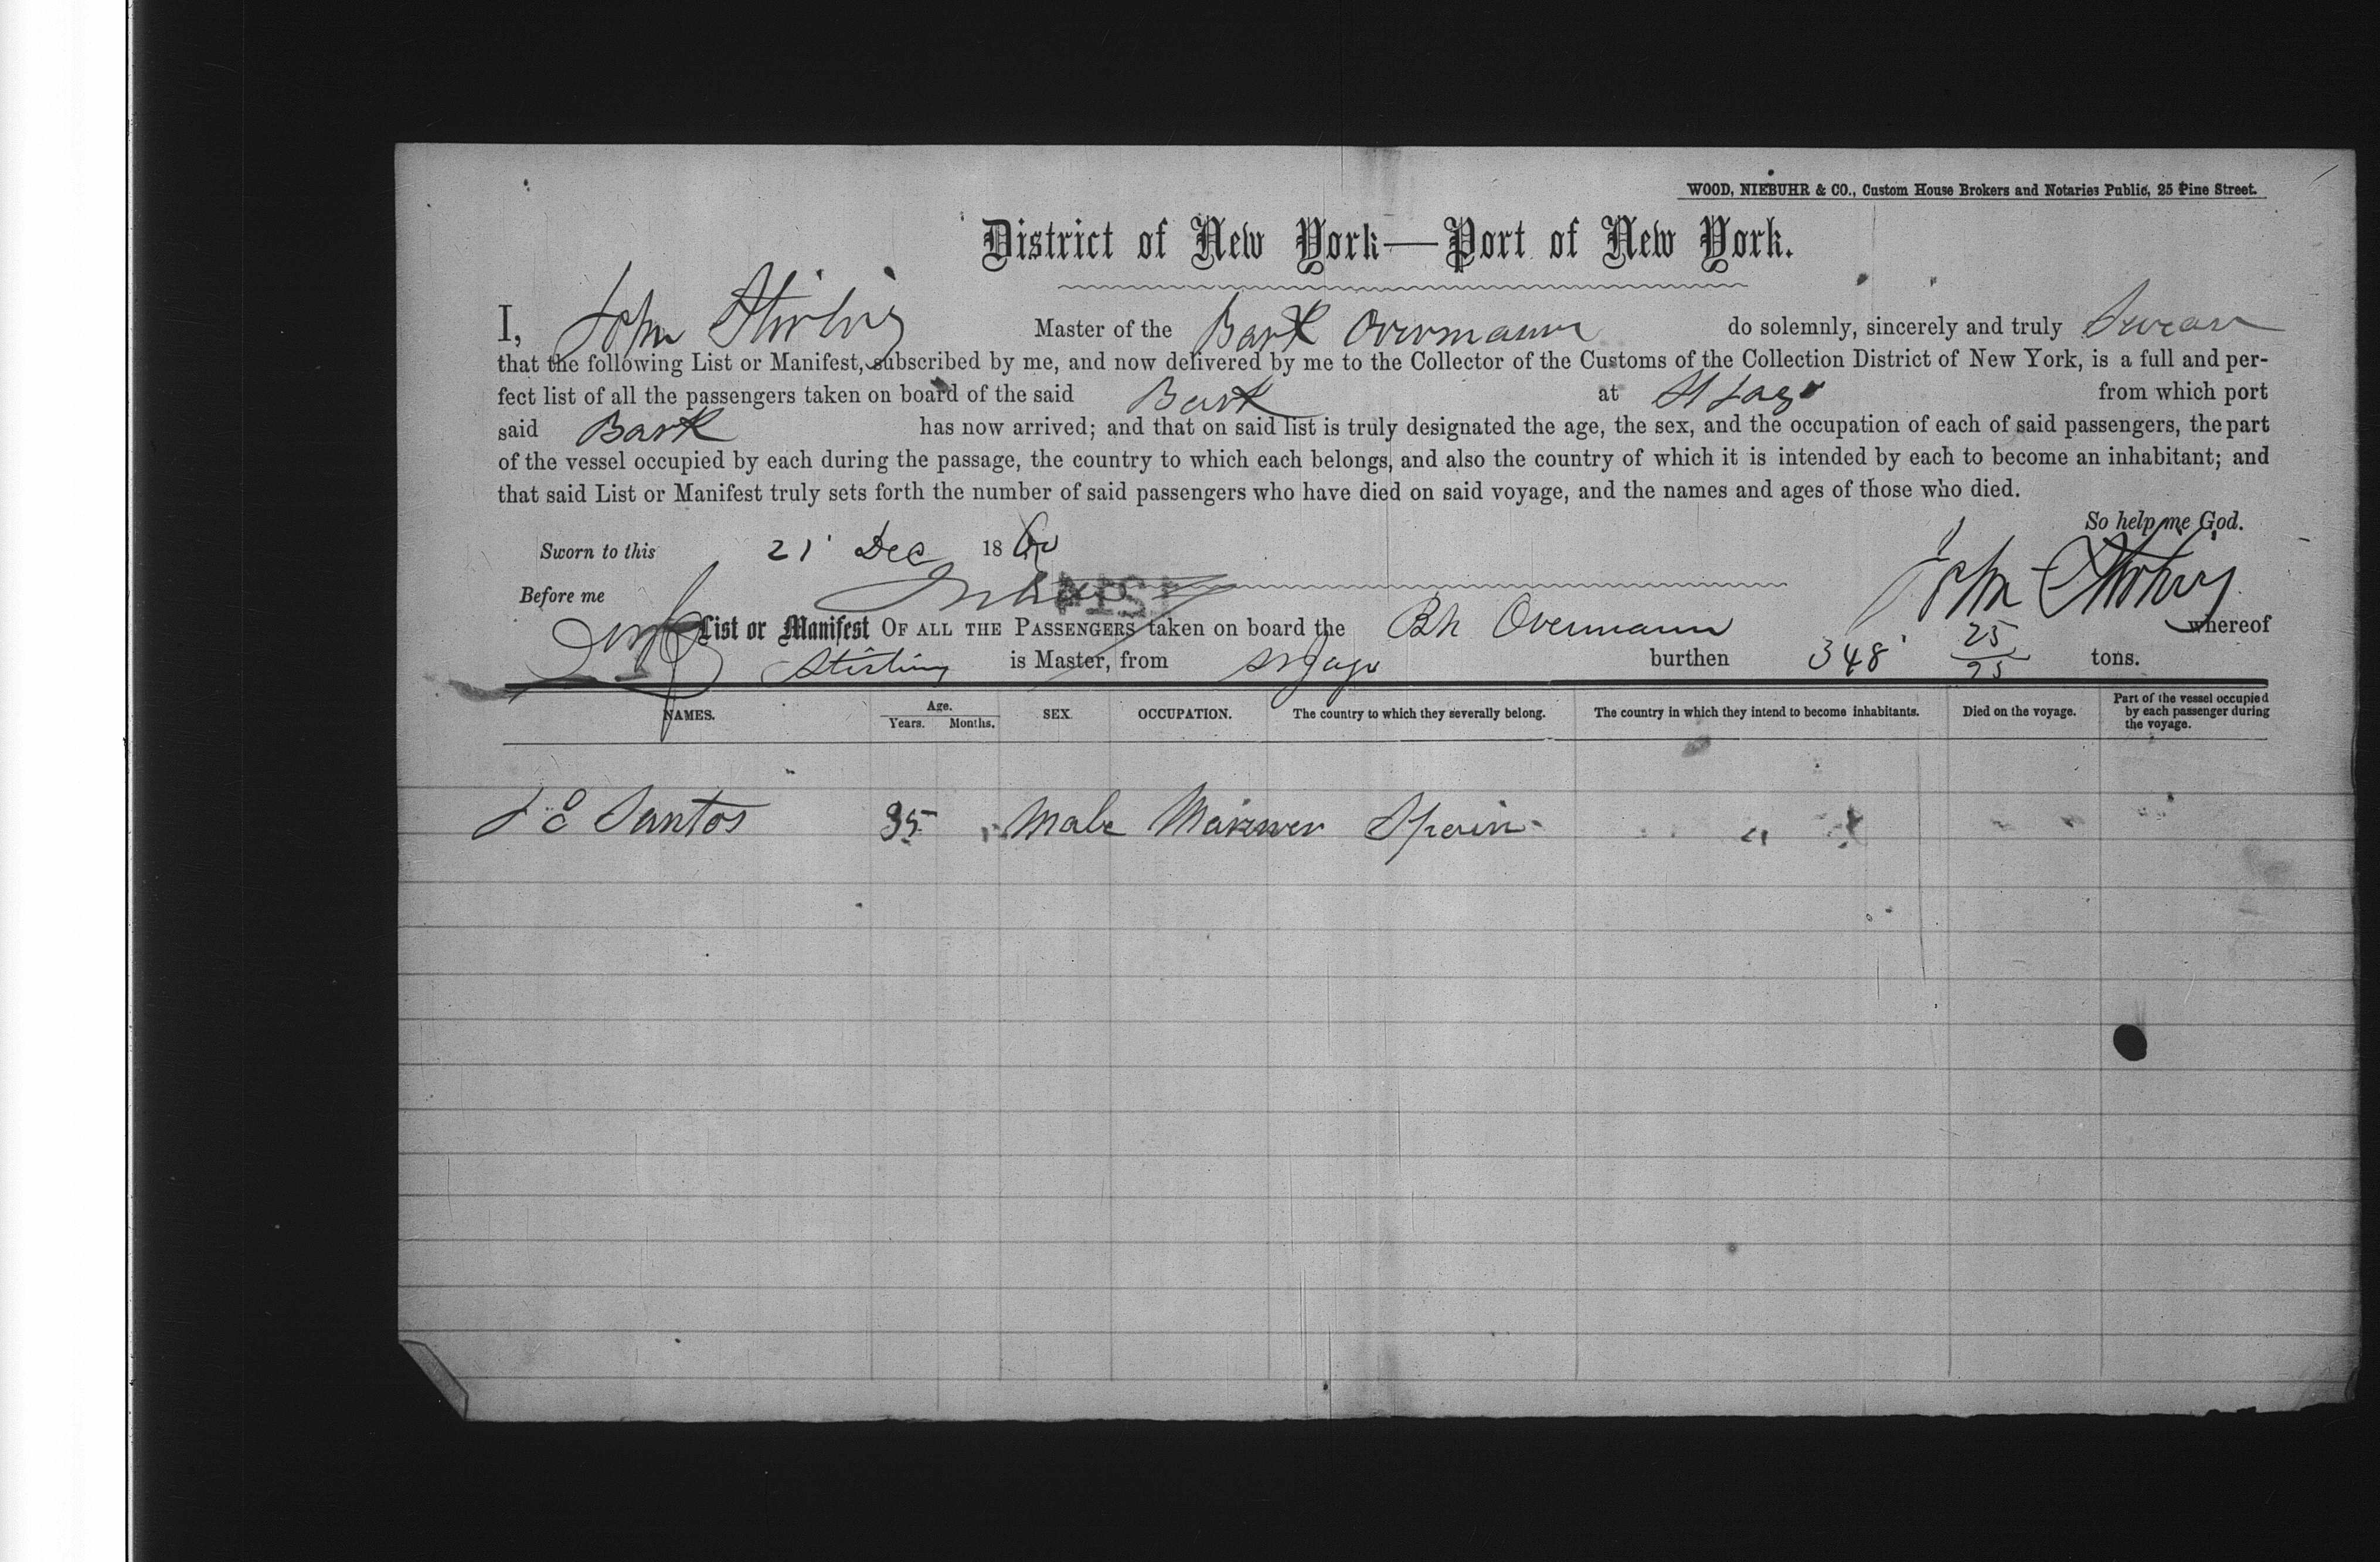 WOOD, NIEBUHR & CO., Custom House Brokers and Notaries Public, 25 Pine Street.
District of New York—Port of New York.
I, John Stirling Master of the Bark Overmann do solemnly, sincerely and truly Swear
that the following List or Manifest, subscribed by me, and now delivered by me to the Collector of the Customs of the Collection District of New York, is a full and per-
fect list of all the passengers taken on board of the said Bark at St Jago from which port
said Bark has now arrived; and that on said list is truly designated the age, the sex, and the occupation of each of said passengers, the part
of the vessel occupied by each during the passage, the country to which each belongs, and also the country of which it is intended by each to become an inhabitant; and
that said List or Manifest truly sets forth the number of said passengers who have died on said voyage, and the names and ages of those who died.
So help me God.
Sworn to this 21 Dec 1860
John Stirling
Before me
List or Manifest OF ALL THE PASSENGERS taken on board the Bk Overmann whereof
Stirling is Master, from St Jago burthen 348 25/95 tons.
NAMES. Age. Years. Months. SEX. OCCUPATION. The country to which they severally belong. The country in which they intend to become inhabitants. Died on the voyage. Part of the vessel occupied by each passenger during the voyage.
J E Santos 35 Male Mariner Spain "